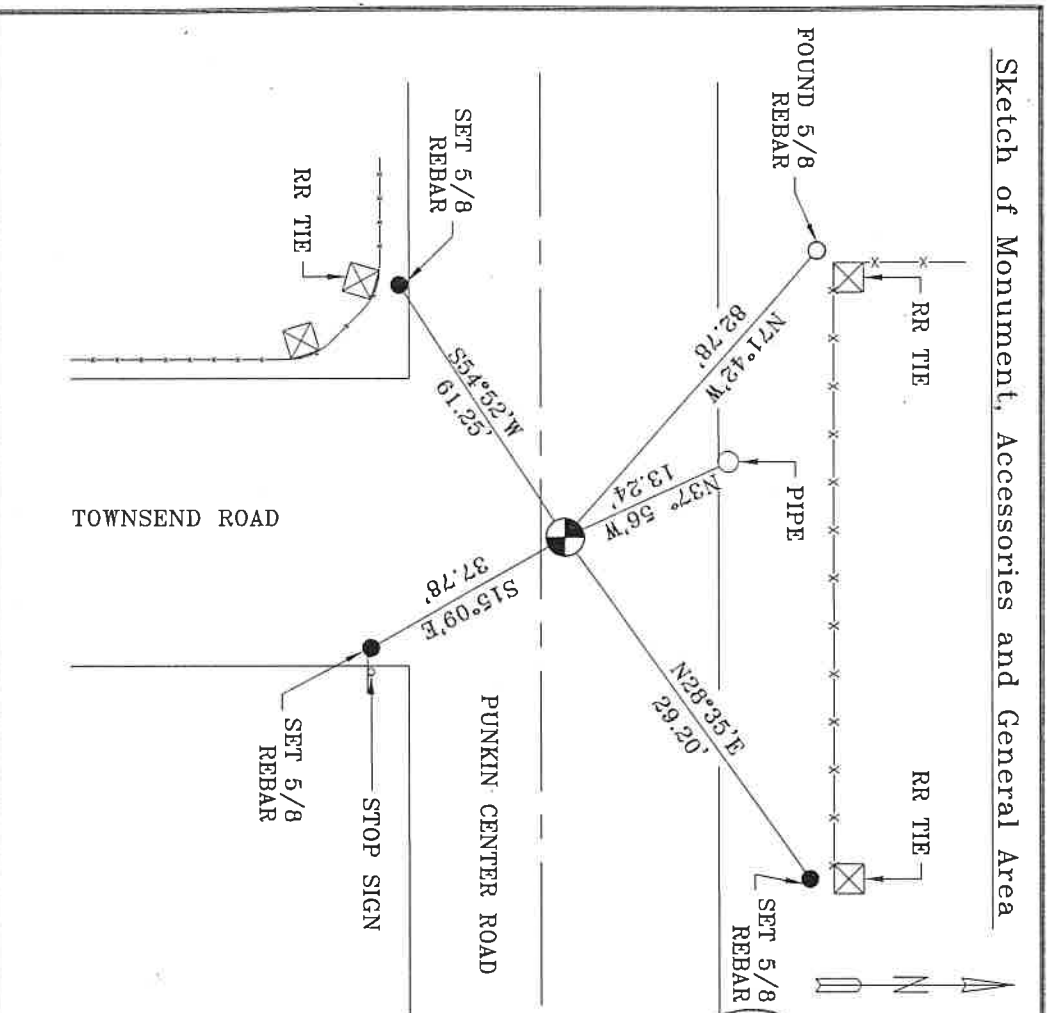 Sketch of Monument, Accessories and General Area
FOUND 5/8
REBAR
RR TIE
RR TIE
N
PIPE
SET 5/8
REBAR
N71°42'W
82.78'
N37° 56'W
13.24'
N28°35'E
29.20'
SET 5/8
REBAR
RR TIE
S54°52'W
61.25'
PUNKIN CENTER ROAD
37.78'
S15°09'E
STOP SIGN
SET 5/8
REBAR
TOWNSEND ROAD